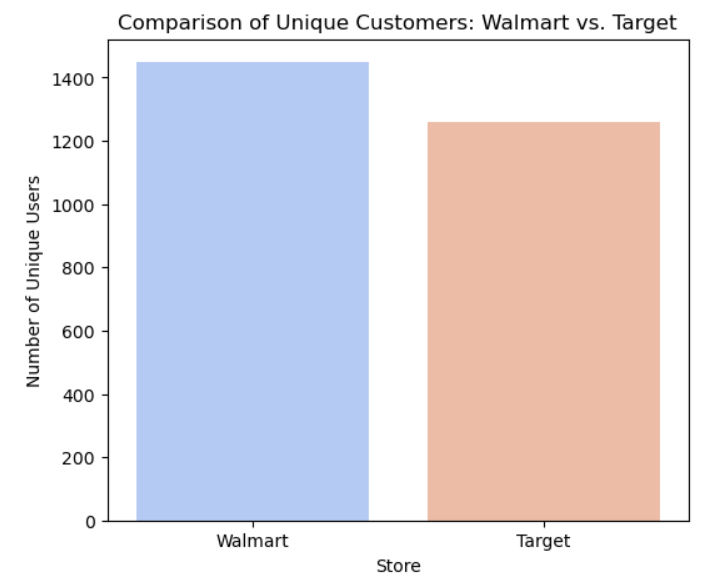 Comparison of Unique Customers: Walmart vs. Target
Number of Unique Users
1400
1200
1000
800
600
400
200
0
Walmart
Target
Store